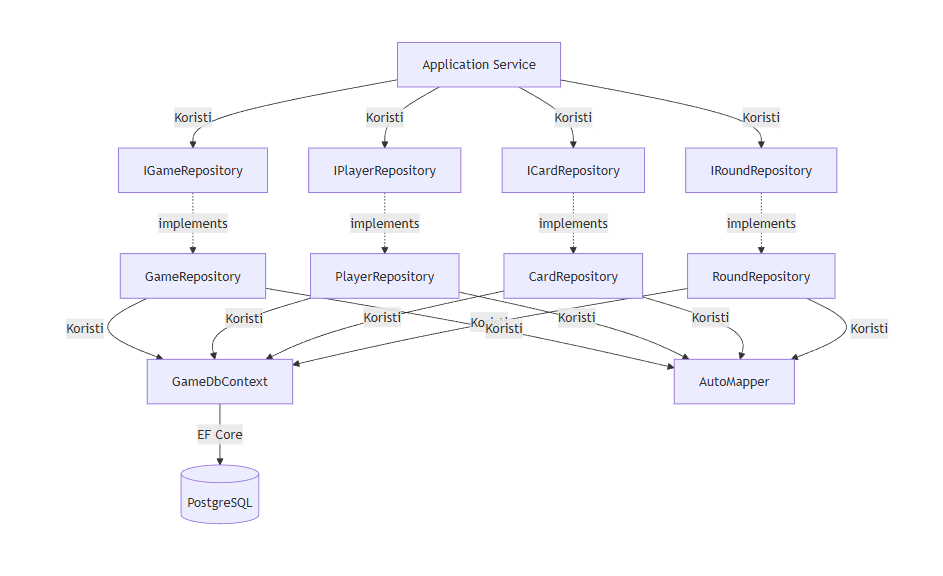 Application Service
Koristi
Koristi
Koristi
Koristi
IGameRepository
IPlayerRepository
ICardRepository
IRoundRepository
implements
implements
implements
implements
GameRepository
PlayerRepository
CardRepository
RoundRepository
Koristi
Koristi
Koristi
Koristi
Koristi
Koristi
Koristi
Koristi
GameDbContext
AutoMapper
EF Core
PostgreSQL